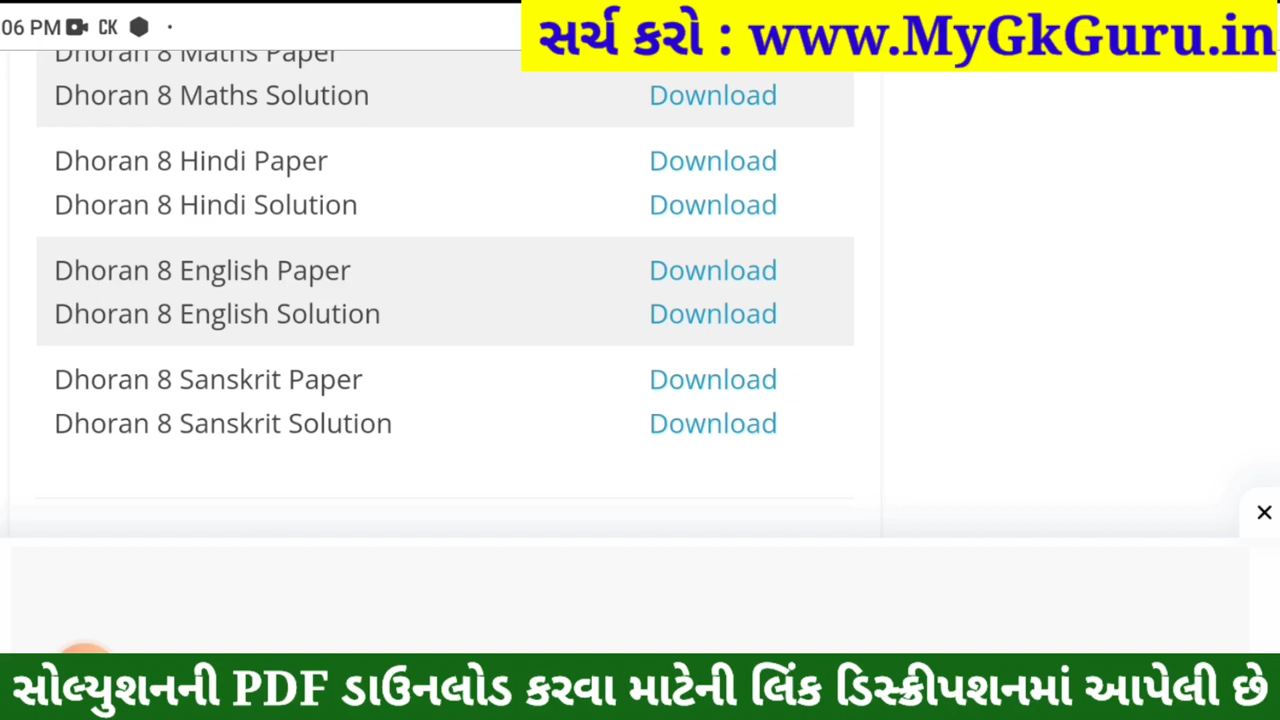 06 PM CK
સર્ચ કરો : www.MyGkGuru.in
Dhoran 8 Maths Paper
Dhoran 8 Maths Solution Download
Dhoran 8 Hindi Paper Download
Dhoran 8 Hindi Solution Download
Dhoran 8 English Paper Download
Dhoran 8 English Solution Download
Dhoran 8 Sanskrit Paper Download
Dhoran 8 Sanskrit Solution Download
સોલ્યુશનની PDF ડાઉનલોડ કરવા માટેની લિંક ડિસ્ક્રીપશનમાં આપેલી છે